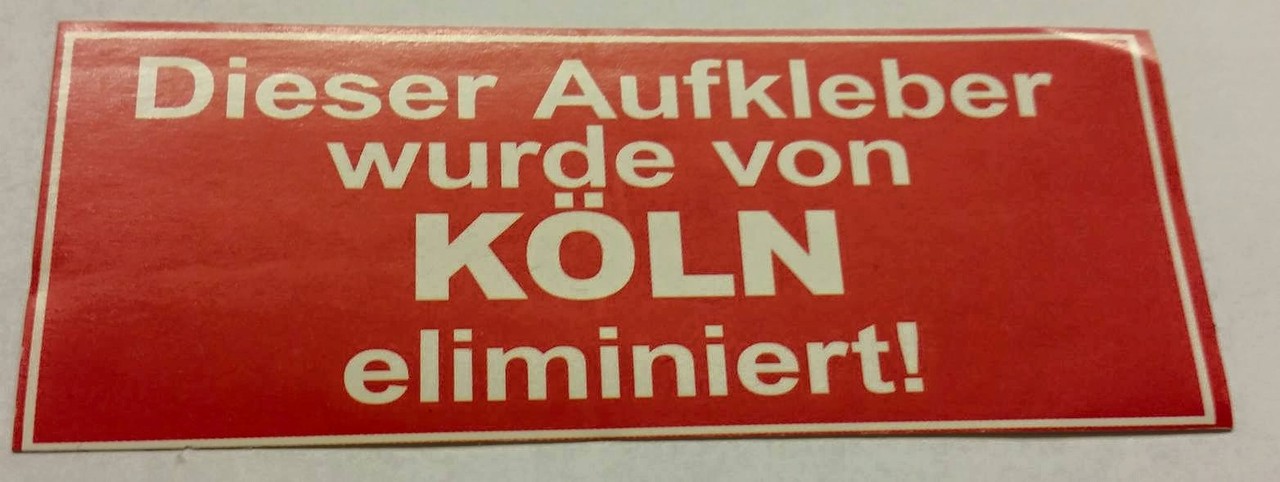 Dieser Aufkleber
wurde von
KÖLN
eliminiert!